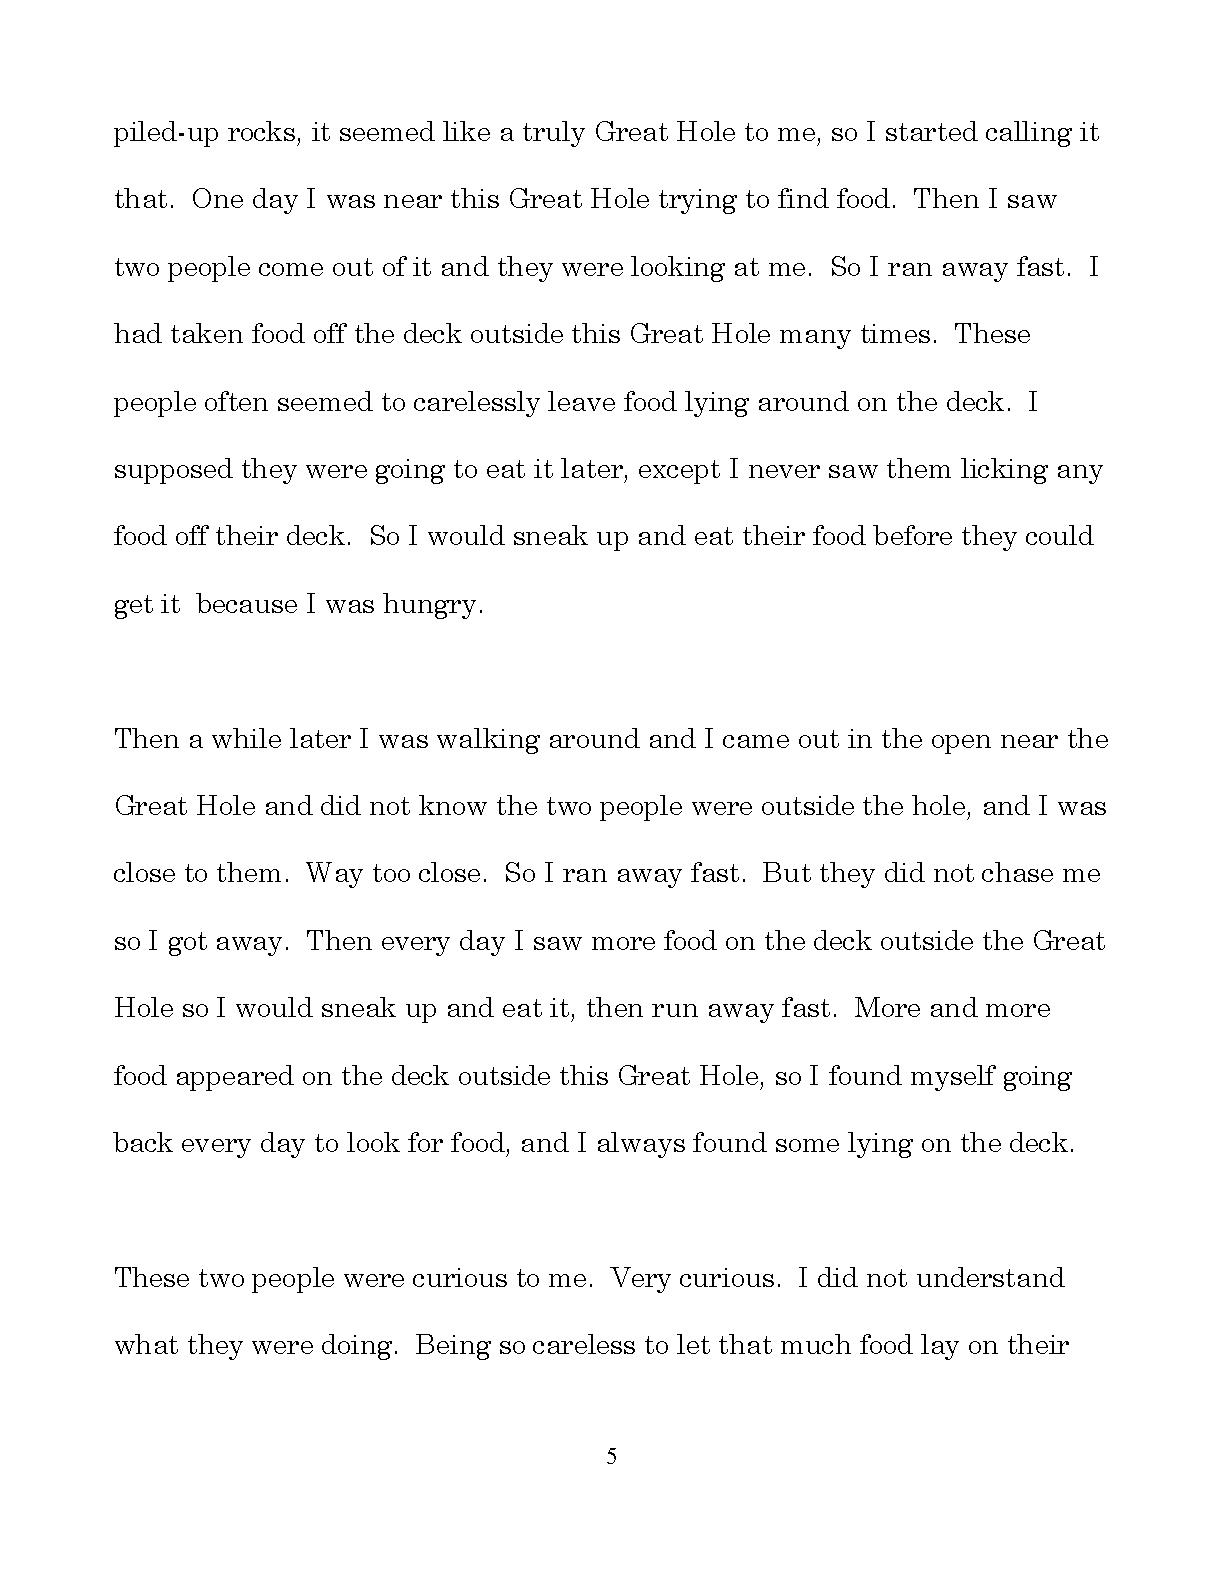 piled-up rocks, it seemed like a truly Great Hole to me, so I started calling it
that.  One day I was near this Great Hole trying to find food.  Then I saw
two people come out of it and they were looking at me.  So I ran away fast.  I
had taken food off the deck outside this Great Hole many times.  These
people often seemed to carelessly leave food lying around on the deck.  I
supposed they were going to eat it later, except I never saw them licking any
food off their deck.  So I would sneak up and eat their food before they could
get it  because I was hungry.
Then a while later I was walking around and I came out in the open near the
Great Hole and did not know the two people were outside the hole, and I was
close to them.  Way too close.  So I ran away fast.  But they did not chase me
so I got away.  Then every day I saw more food on the deck outside the Great
Hole so I would sneak up and eat it, then run away fast.  More and more
food appeared on the deck outside this Great Hole, so I found myself going
back every day to look for food, and I always found some lying on the deck.
These two people were curious to me.  Very curious.  I did not understand
what they were doing.  Being so careless to let that much food lay on their
5